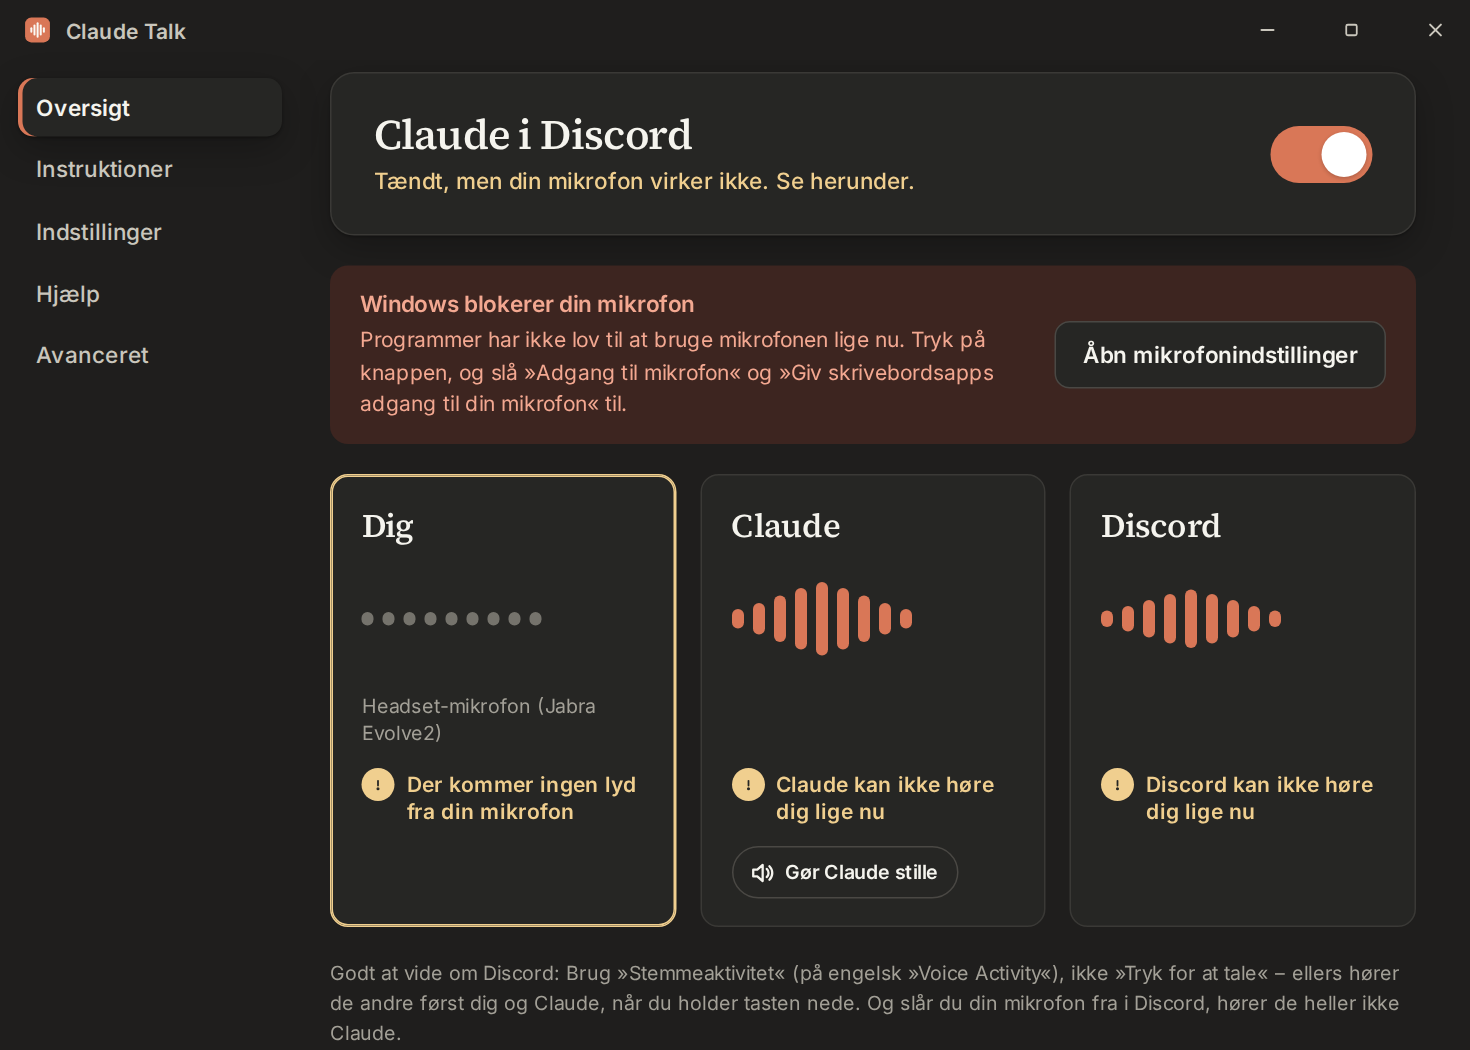 Claude Talk
Oversigt
Instruktioner
Indstillinger
Hjælp
Avanceret
Claude i Discord
Tændt, men din mikrofon virker ikke. Se herunder.
Windows blokerer din mikrofon
Programmer har ikke lov til at bruge mikrofonen lige nu. Tryk på
knappen, og slå »Adgang til mikrofon« og »Giv skrivebordsapps
adgang til din mikrofon« til.
Åbn mikrofonindstillinger
Dig
Headset-mikrofon (Jabra
Evolve2)
! Der kommer ingen lyd
fra din mikrofon
Claude
! Claude kan ikke høre
dig lige nu
Gør Claude stille
Discord
! Discord kan ikke høre
dig lige nu
Godt at vide om Discord: Brug »Stemmeaktivitet« (på engelsk »Voice Activity«), ikke »Tryk for at tale« – ellers hører
de andre først dig og Claude, når du holder tasten nede. Og slår du din mikrofon fra i Discord, hører de heller ikke
Claude.